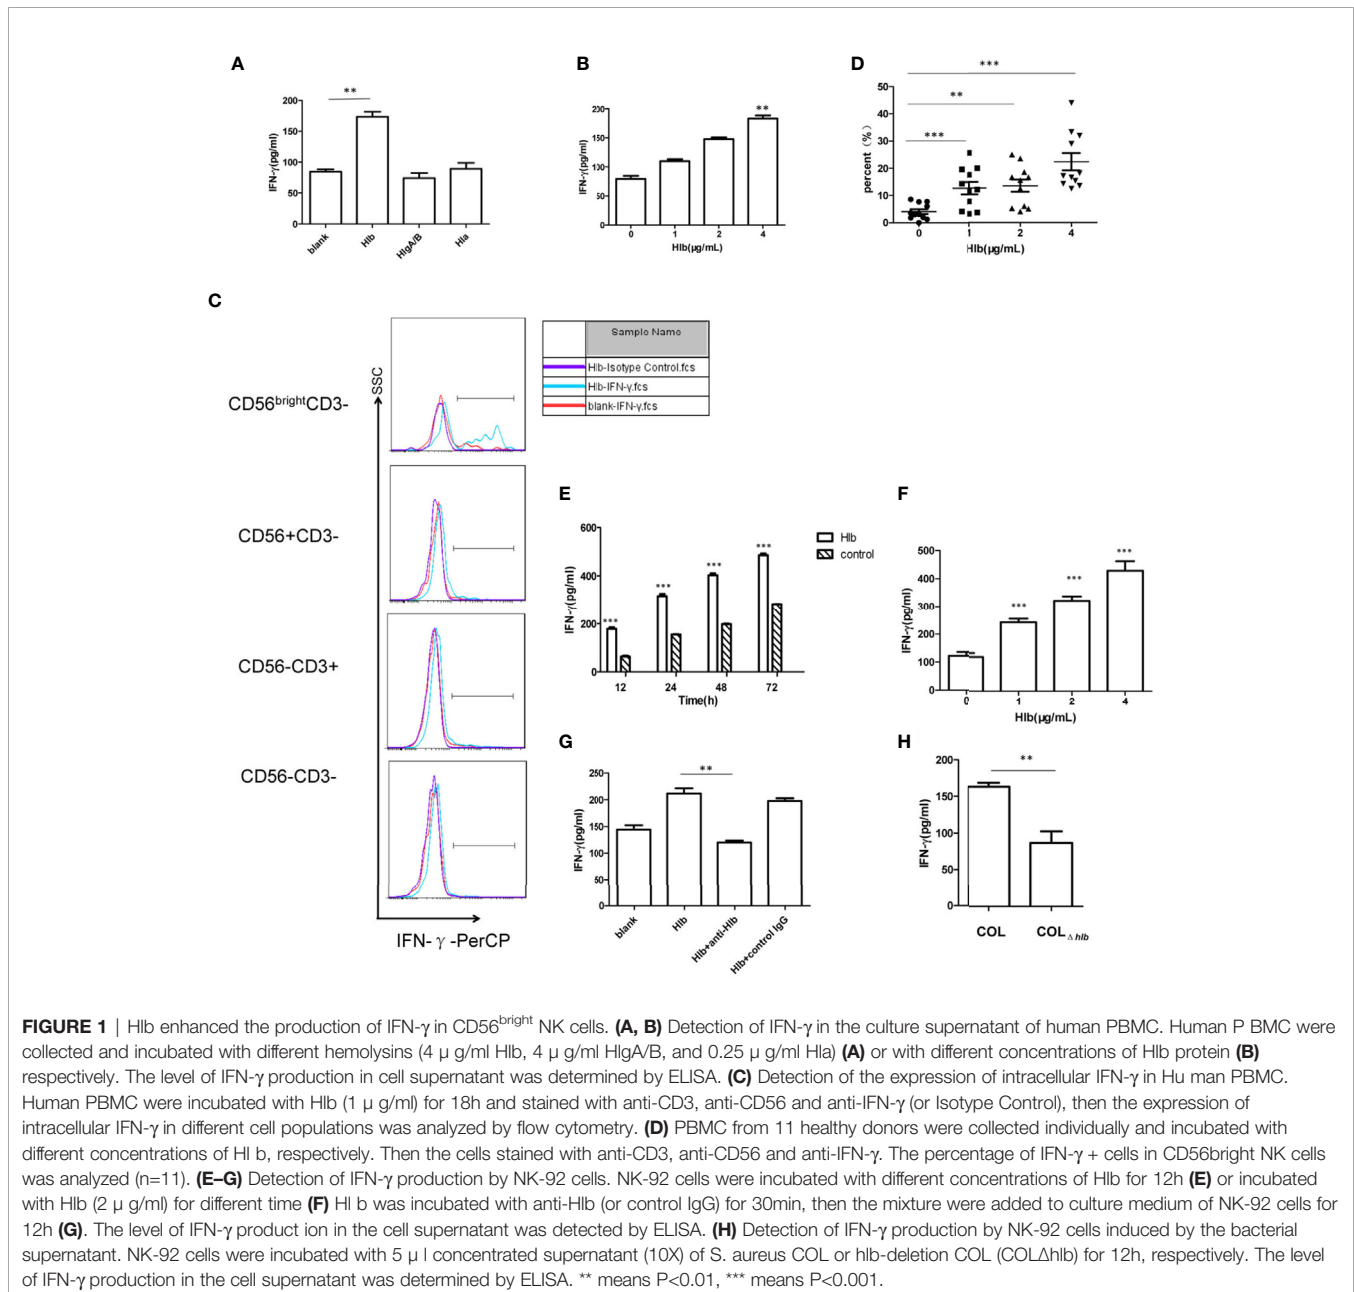 A
**
200
150
100
50
0
IFN-γ(pg/ml)
blank
Hlb
HlgA/B
Hla
B
**
200
150
100
50
0
IFN-γ(pg/ml)
0
1
2
4
Hlb(μg/mL)
D
***
**
***
50
40
30
20
10
0
percent (%)
0
1
2
4
Hlb(μg/mL)
C
SSC
CD56brightCD3-
CD56+CD3-
CD56-CD3+
CD56-CD3-
IFN- γ -PerCP
Sample Name
Hlb-Isotype Control.fcs
Hlb-IFN-γ.fcs
blank-IFN-γ.fcs
E
600
400
200
0
IFN-γ(pg/ml)
***
***
***
***
12
24
48
72
Time(h)
Hlb
control
F
500
400
300
200
100
0
IFN-γ(pg/ml)
***
***
***
0
1
2
4
Hlb(μg/mL)
G
**
250
200
150
100
50
0
IFN-γ(pg/ml)
blank
Hlb
Hlb+anti-Hlb
Hlb+control IgG
H
**
200
150
100
50
0
IFN-γ(pg/ml)
COL
COLΔhlb
FIGURE 1 | Hlb enhanced the production of IFN-γ in CD56bright NK cells. (A, B) Detection of IFN-γ in the culture supernatant of human PBMC. Human P BMC were
collected and incubated with different hemolysins (4 μ g/ml Hlb, 4 μ g/ml HlgA/B, and 0.25 μ g/ml Hla) (A) or with different concentrations of Hlb protein (B)
respectively. The level of IFN-γ production in cell supernatant was determined by ELISA. (C) Detection of the expression of intracellular IFN-γ in Hu man PBMC.
Human PBMC were incubated with Hlb (1 μ g/ml) for 18h and stained with anti-CD3, anti-CD56 and anti-IFN-γ (or Isotype Control), then the expression of
intracellular IFN-γ in different cell populations was analyzed by flow cytometry. (D) PBMC from 11 healthy donors were collected individually and incubated with
different concentrations of Hl b, respectively. Then the cells stained with anti-CD3, anti-CD56 and anti-IFN-γ. The percentage of IFN-γ + cells in CD56bright NK cells
was analyzed (n=11). (E–G) Detection of IFN-γ production by NK-92 cells. NK-92 cells were incubated with different concentrations of Hlb for 12h (E) or incubated
with Hlb (2 μ g/ml) for different time (F) Hl b was incubated with anti-Hlb (or control IgG) for 30min, then the mixture were added to culture medium of NK-92 cells for
12h (G). The level of IFN-γ product ion in the cell supernatant was detected by ELISA. (H) Detection of IFN-γ production by NK-92 cells induced by the bacterial
supernatant. NK-92 cells were incubated with 5 μ l concentrated supernatant (10X) of S. aureus COL or hlb-deletion COL (COLΔhlb) for 12h, respectively. The level
of IFN-γ production in the cell supernatant was determined by ELISA. ** means P<0.01, *** means P<0.001.